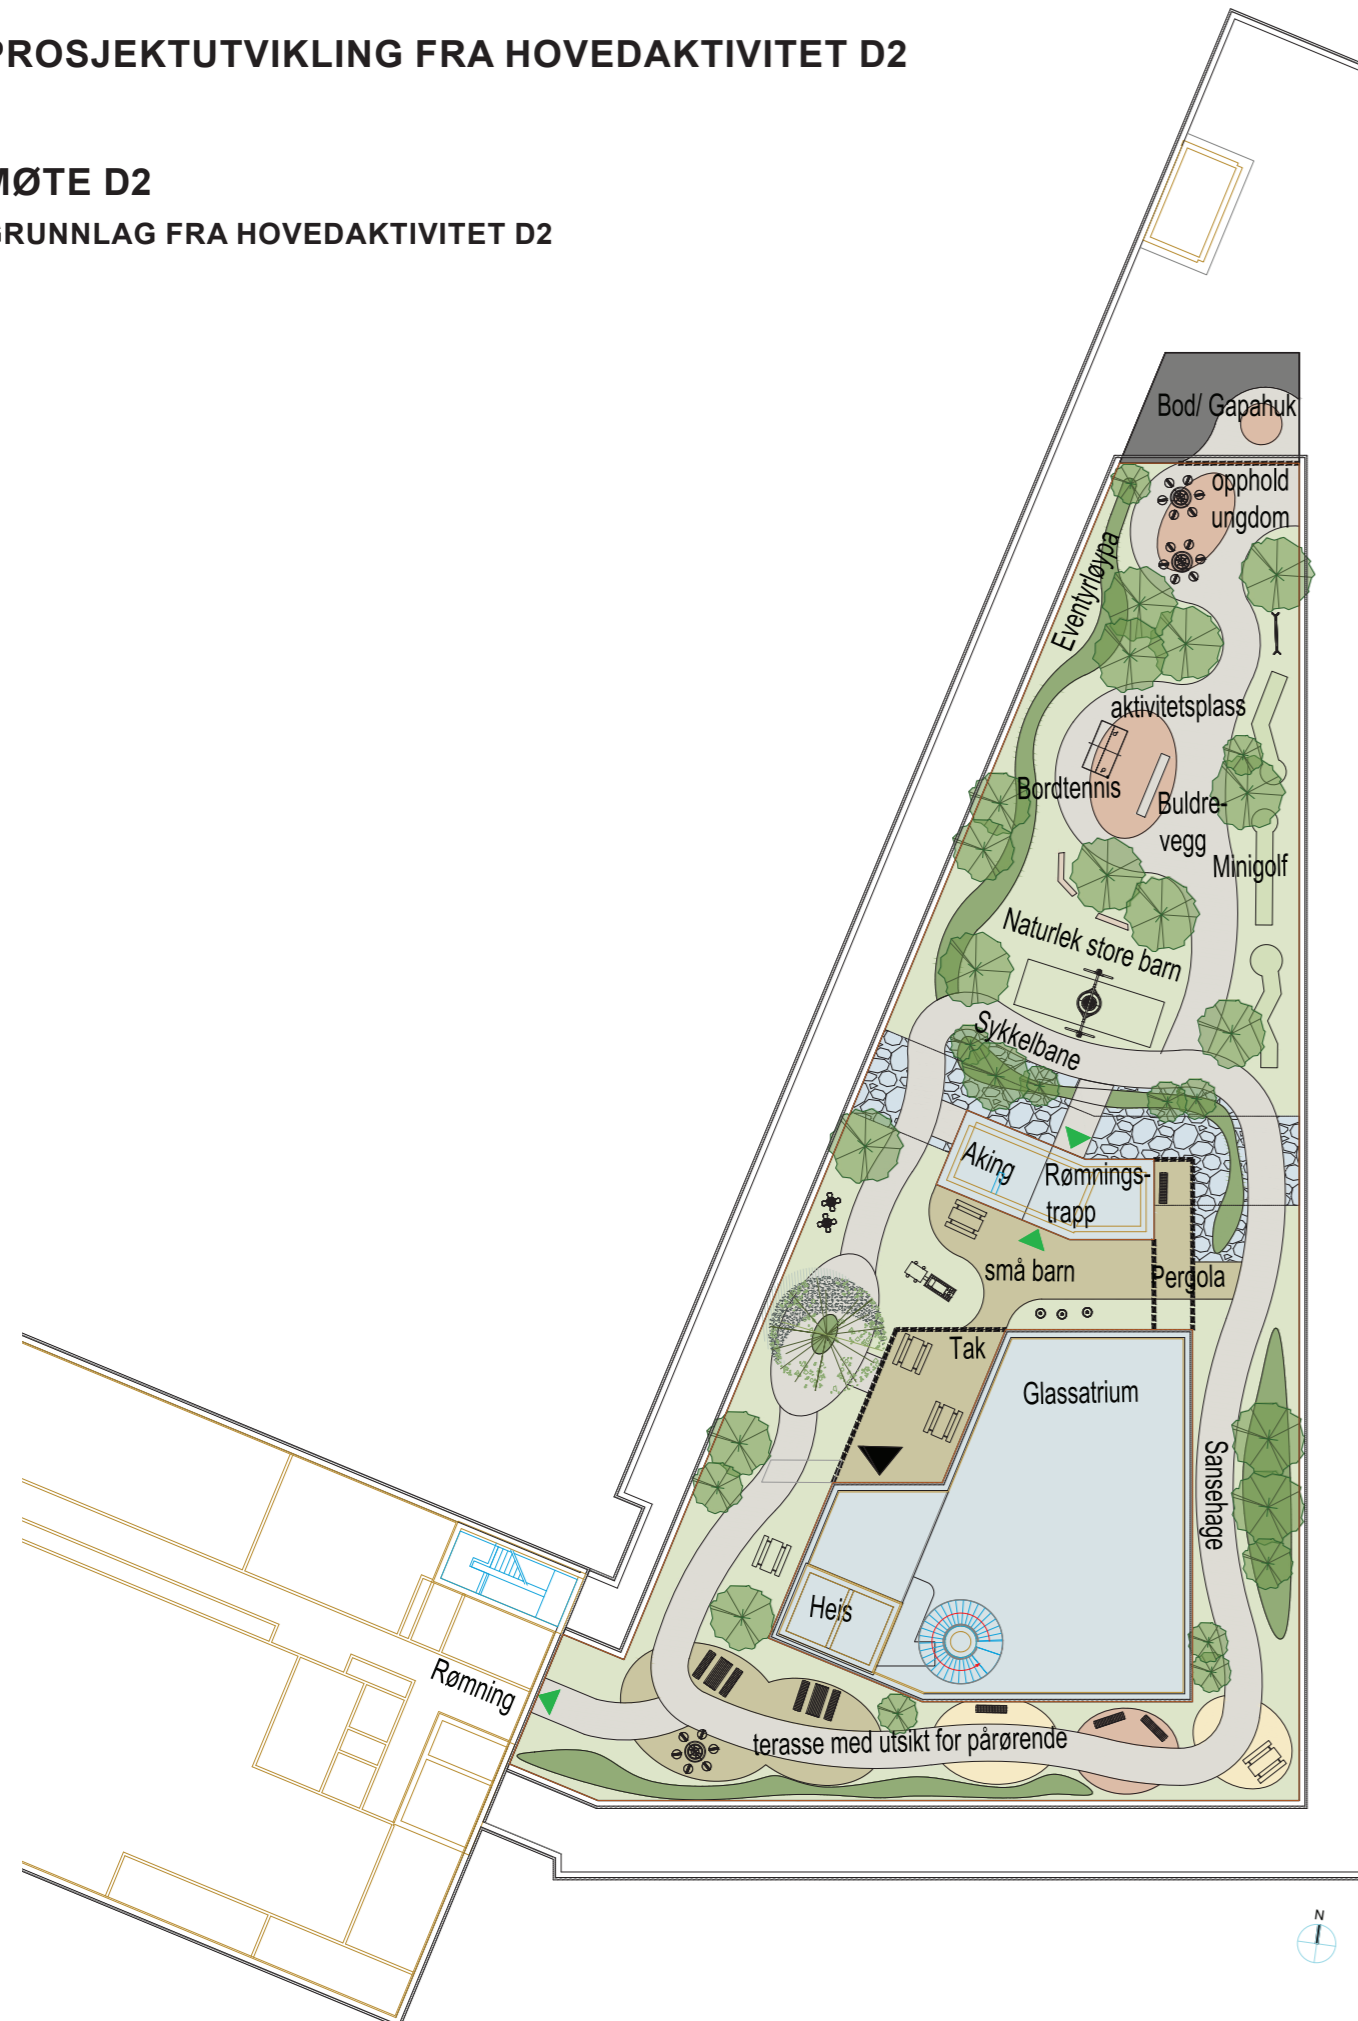 PROSJEKTUTVIKLING FRA HOVEDAKTIVITET D2
MØTE D2
GRUNNLAG FRA HOVEDAKTIVITET D2
Bod/ Gapahuk
opphold
ungdom
Eventyrløypa
aktivitetsplass
Bordtennis
Buldre-
vegg
Minigolf
Naturlek store barn
Sykkelbane
Aking
Rømnings-
trapp
små barn
Pergola
Tak
Glassatrium
Sansehage
Heis
Rømning
terasse med utsikt for pårørende
N